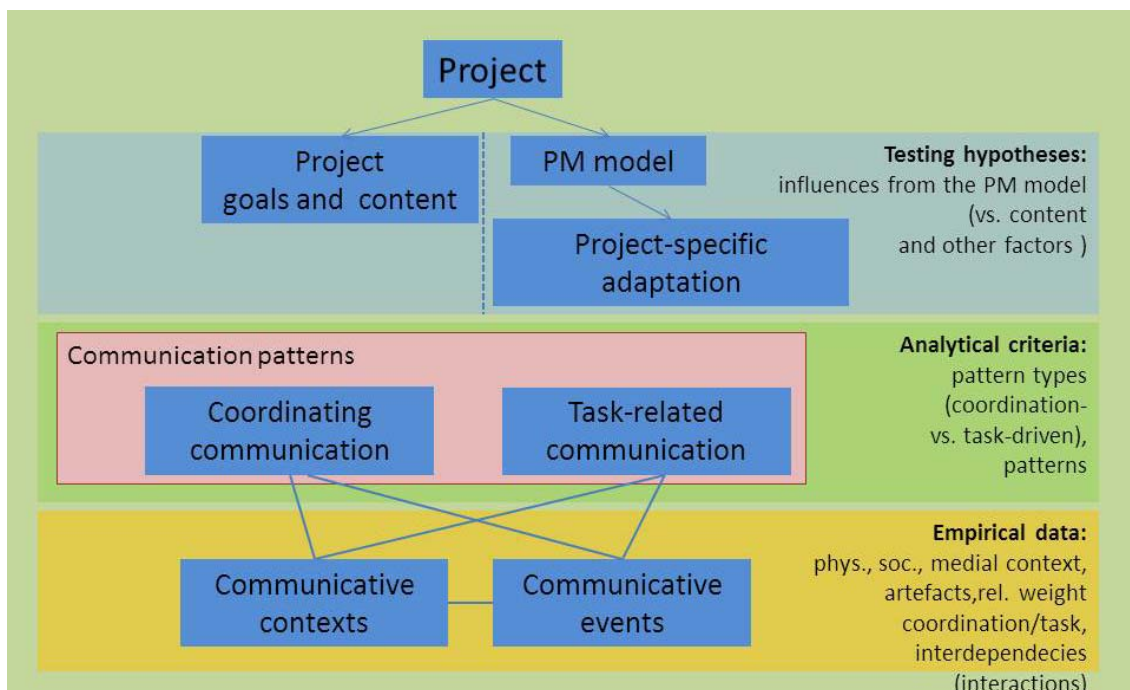 Project
Project
goals and content
PM model
Project-specific
adaptation
Testing hypotheses:
influences from the PM model
(vs. content
and other factors )
Communication patterns
Coordinating
communication
Task-related
communication
Analytical criteria:
pattern types
(coordination-
vs. task-driven),
patterns
Communicative
contexts
Communicative
events
Empirical data:
phys., soc., medial context,
artefacts,rel. weight
coordination/task,
interdependecies
(interactions)